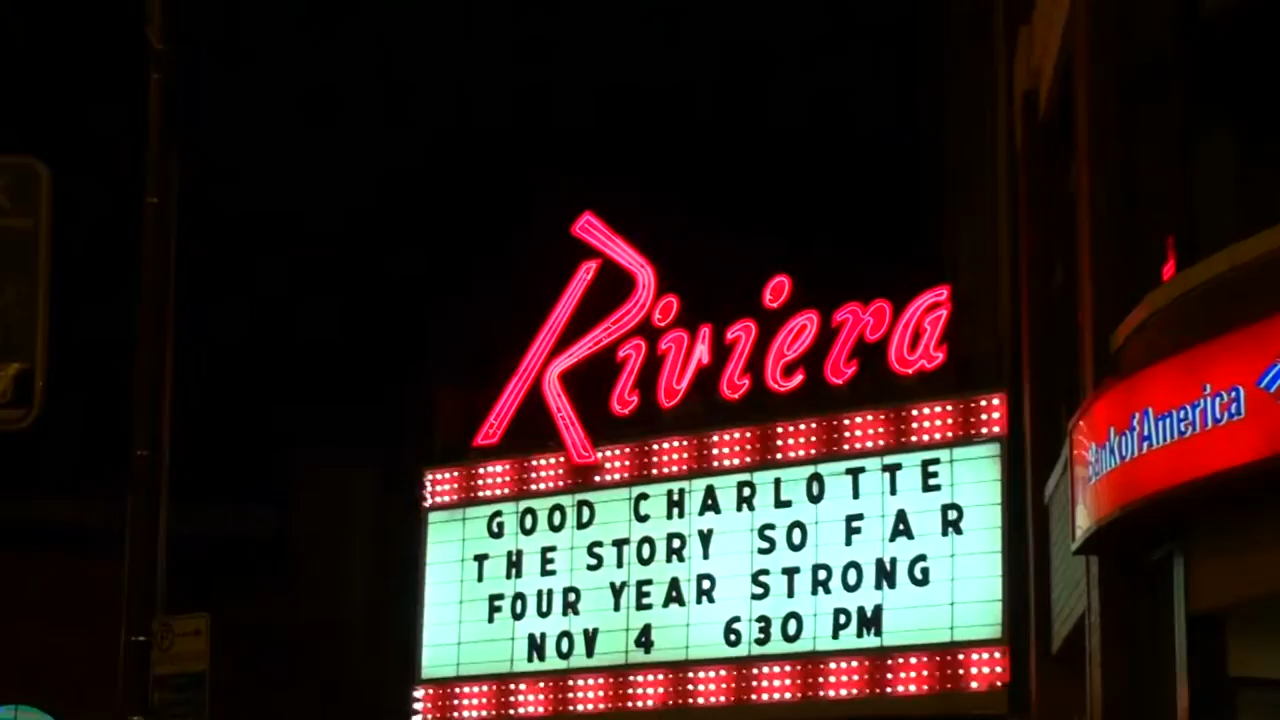 Riviera
GOOD CHARLOTTE
THE STORY SO FAR
FOUR YEAR STRONG
NOV 4 630 PM
Bank of America